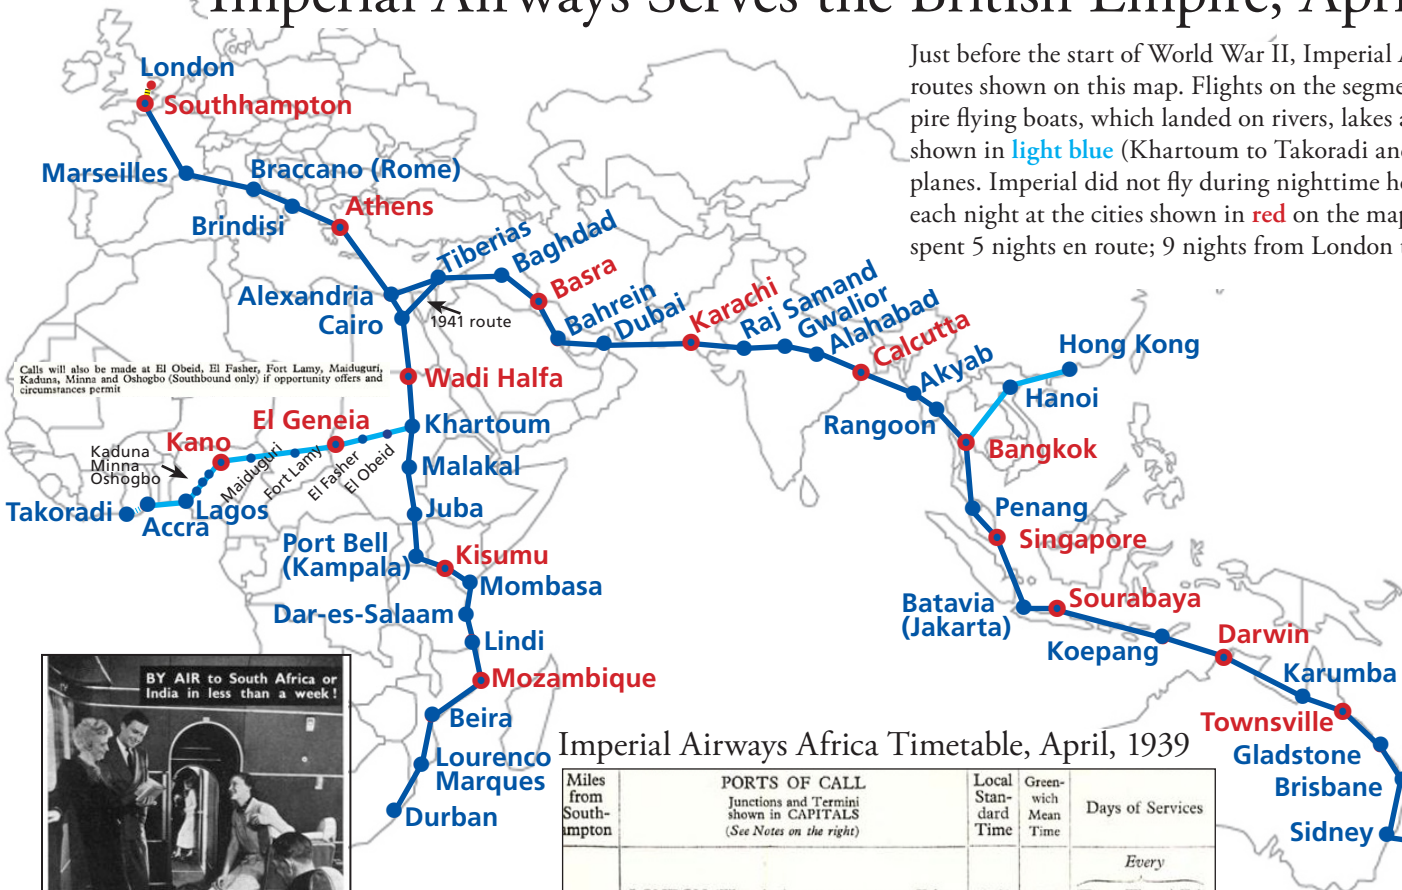 Imperial Airways Serves the British Empire, Apri
Just before the start of World War II, Imperial A
routes shown on this map. Flights on the segme
pire flying boats, which landed on rivers, lakes a
shown in light blue (Khartoum to Takoradi and
planes. Imperial did not fly during nighttime ho
each night at the cities shown in red on the map
spent 5 nights en route; 9 nights from London t
London
Southhampton
Marseilles
Braccano (Rome)
Brindisi
Athens
Tiberias
Baghdad
Alexandria
Cairo
1941 route
Basra
Bahrein
Dubai
Karachi
Raj Samand
Gwalior
Alahabad
Calcutta
Akyab
Rangoon
Hong Kong
Hanoi
Bangkok
Penang
Singapore
Batavia
(Jakarta)
Sourabaya
Koepang
Darwin
Karumba
Townsville
Gladstone
Brisbane
Sidney
Calls will also be made at El Obeid, El Fasher, Fort Lamy, Maiduguri,
Kaduna, Minna and Oshogbo (Southbound only) if opportunity offers and
circumstances permit
Wadi Halfa
El Geneia
Khartoum
Kano
Kaduna
Minna
Oshogbo
Maiduguri
Fort Lamy
El Fasher
El Obeid
Takoradi
Accra
Lagos
Malakal
Juba
Port Bell
(Kampala)
Kisumu
Mombasa
Dar-es-Salaam
Lindi
Mozambique
Beira
Lourenco
Marques
Durban
BY AIR to South Africa or
India in less than a week!
Imperial Airways Africa Timetable, April, 1939
Miles
from
South-
ampton
PORTS OF CALL
Junctions and Termini
shown in CAPITALS
(See Notes on the right)
Local
Stan-
dard
Time
Green-
wich
Mean
Time
Days of Services
Every